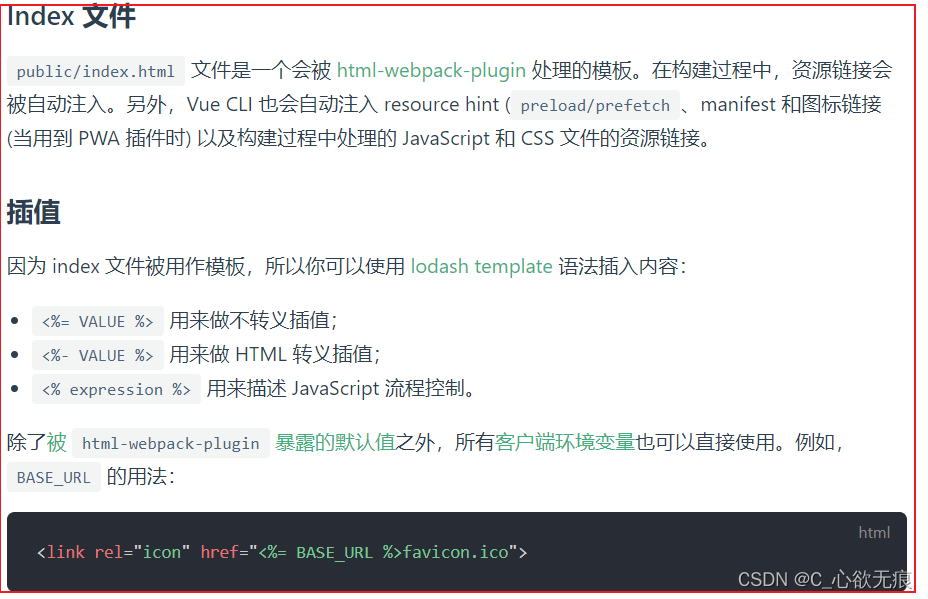 Index 文件
public/index.html 文件是一个会被 html-webpack-plugin 处理的模板。在构建过程中，资源链接会
被自动注入。另外，Vue CLI 也会自动注入 resource hint ( preload/prefetch 、manifest 和图标链接
(当用到 PWA 插件时) 以及构建过程中处理的 JavaScript 和 CSS 文件的资源链接。
插值
因为 index 文件被用作模板，所以你可以使用 lodash template 语法插入内容：
• <%= VALUE %> 用来做不转义插值；
• <%- VALUE %> 用来做 HTML 转义插值；
• <% expression %> 用来描述 JavaScript 流程控制。
除了被 html-webpack-plugin 暴露的默认值之外，所有客户端环境变量也可以直接使用。例如，
BASE_URL 的用法：
html
<link rel="icon" href="<%= BASE_URL %>favicon.ico">
CSDN @C_心欲无痕